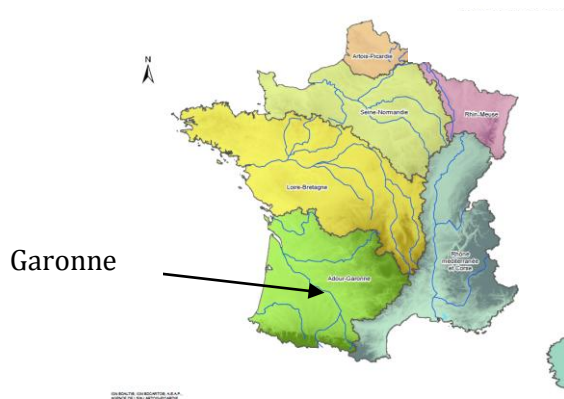 N
Artois-Picardie
Seine-Normandie
Rhin-Meuse
Loire-Bretagne
Garonne
Adour-Garonne
Rhône
méditerranée
et Corse